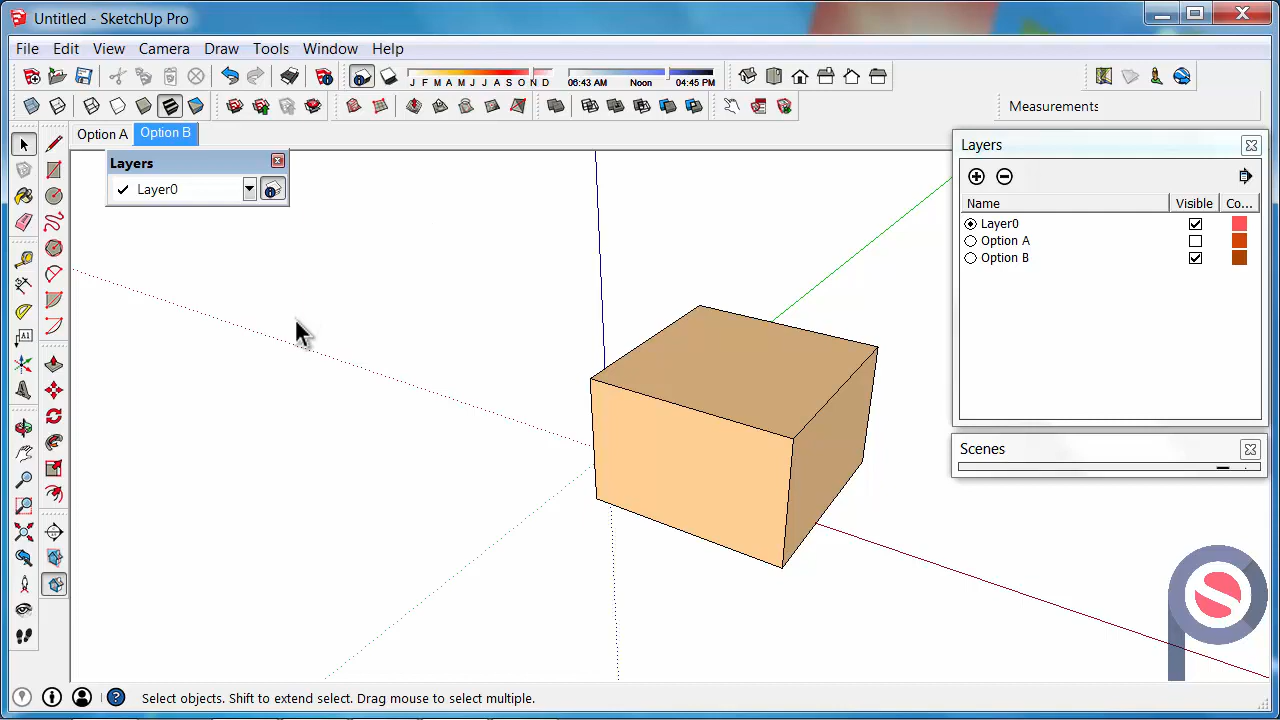 Untitled - SketchUp Pro
File Edit View Camera Draw Tools Window Help
J F M A M J J A S O N D
06:43 AM Noon 04:45 PM
Measurements
Option A Option B
Layers
Layer0
Layers
Name Visible Co...
Layer0
Option A
Option B
Scenes
A1
Select objects. Shift to extend select. Drag mouse to select multiple.